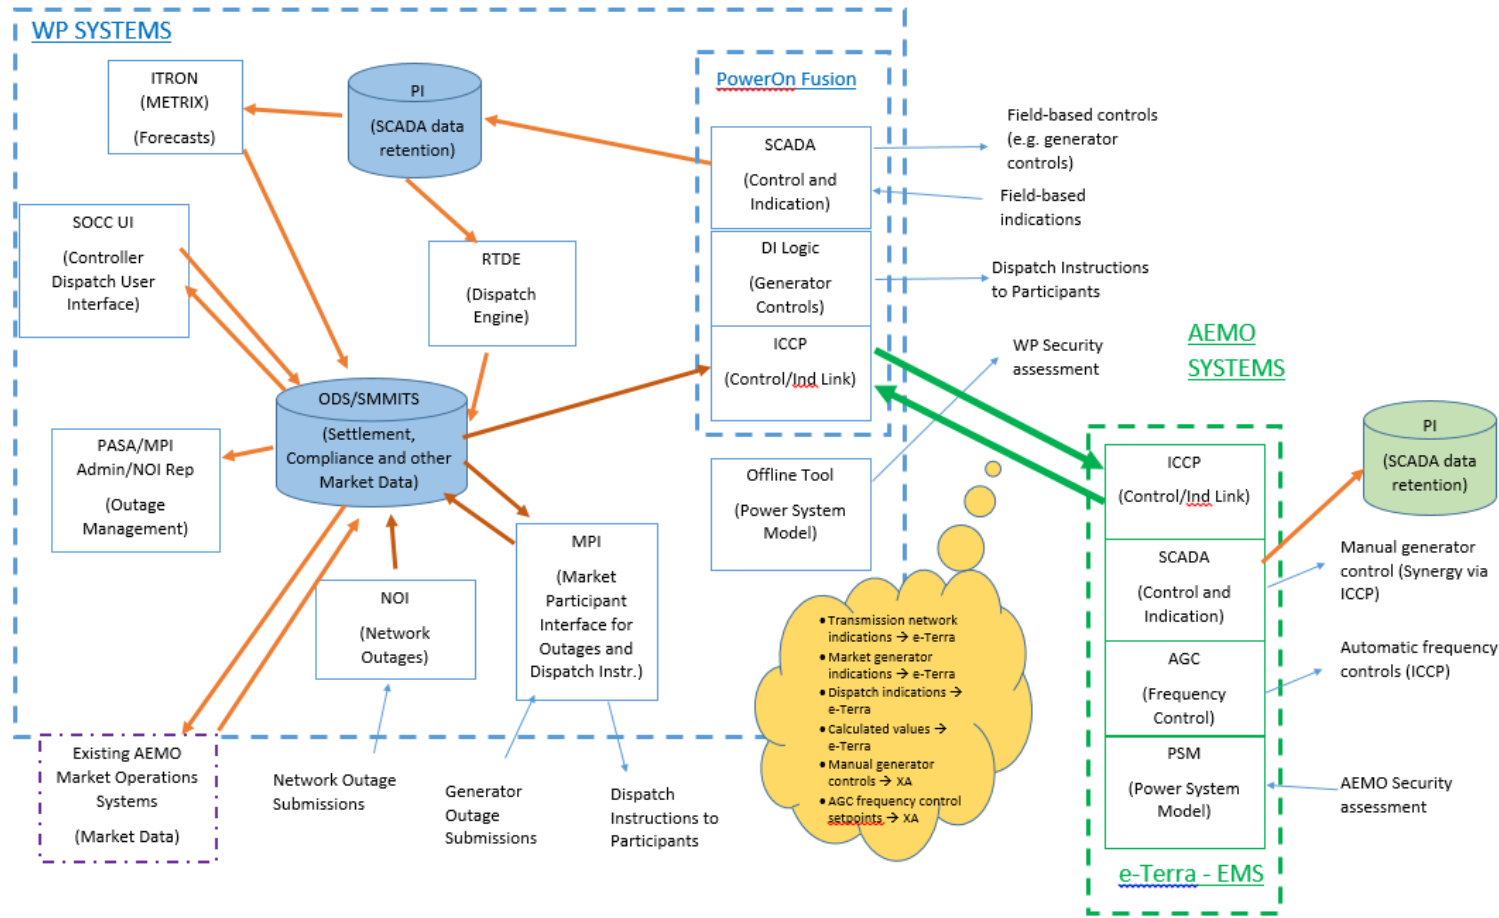 WP SYSTEMS
ITRON
(METRIX)
(Forecasts)
PI
(SCADA data
retention)
PowerOn Fusion
SCADA
(Control and
Indication)
DI Logic
(Generator
Controls)
ICCP
(Control/Ind Link)
Field-based controls
(e.g. generator
controls)
Field-based
indications
Dispatch Instructions
to Participants
WP Security
assessment
SOCC UI
(Controller
Dispatch User
Interface)
RTDE
(Dispatch
Engine)
ODS/SMMITS
(Settlement,
Compliance and other
Market Data)
PASA/MPI
Admin/NOI Rep
(Outage
Management)
Offline Tool
(Power System
Model)
NOI
(Network
Outages)
MPI
(Market
Participant
Interface for
Outages and
Dispatch Instr.)
Existing AEMO
Market Operations
Systems
(Market Data)
Network Outage
Submissions
Generator
Outage
Submissions
Dispatch
Instructions to
Participants
• Transmission network
indications → e-Terra
• Market generator
indications → e-Terra
• Dispatch indications →
e-Terra
• Calculated values →
e-Terra
• Manual generator
controls → XA
• AGC frequency control
setpoints → XA
AEMO
SYSTEMS
ICCP
(Control/Ind Link)
SCADA
(Control and
Indication)
AGC
(Frequency
Control)
PSM
(Power System
Model)
e-Terra - EMS
PI
(SCADA data
retention)
Manual generator
control (Synergy via
ICCP)
Automatic frequency
controls (ICCP)
AEMO Security
assessment